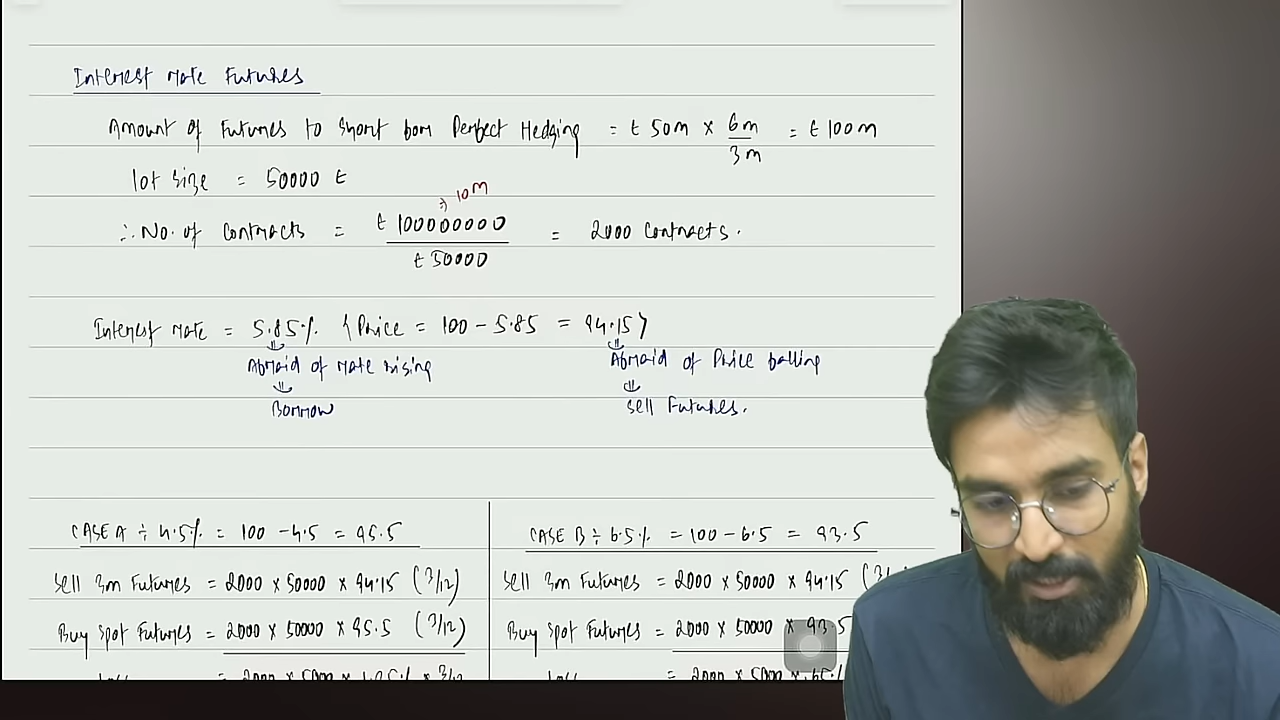 Interest Rate Futures
Amount of Futures to Short for Perfect Hedging = £ 50m × 6m/3m = £ 100m
lot size = 50000 £
⇒ 10m
∴ No. of Contracts = £ 100000000 / £ 50000 = 2000 Contracts.
Interest rate = 5.85% {Price = 100 - 5.85 = 94.15}
Afraid of rate rising
Afraid of Price falling
Borrow
Sell Futures.
CASE A ÷ 4.5% = 100 - 4.5 = 95.5
Sell 3m Futures = 2000 × 50000 × 94.15 (3/12)
Buy Spot Futures = 2000 × 50000 × 95.5 (3/12)
CASE B ÷ 6.5% = 100 - 6.5 = 93.5
Sell 3m Futures = 2000 × 50000 × 94.15
Buy Spot Futures = 2000 × 50000 × 93.5